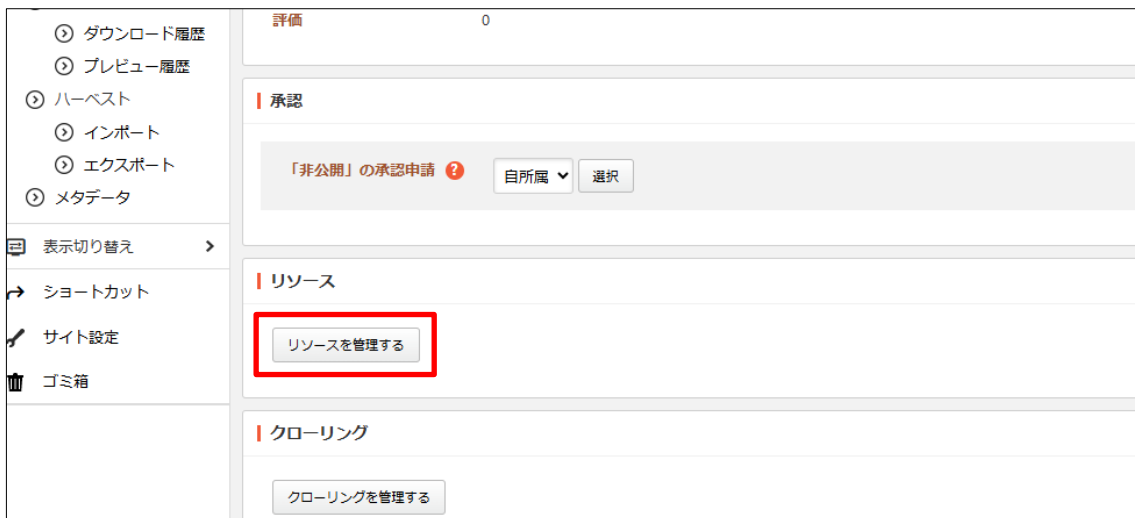 ダウンロード履歴
プレビュー履歴
ハーベスト
インポート
エクスポート
メタデータ
表示切り替え
ショートカット
サイト設定
ゴミ箱
評価 0
承認
「非公開」の承認申請 ? 自所属 選択
リソース
リソースを管理する
クローリング
クローリングを管理する